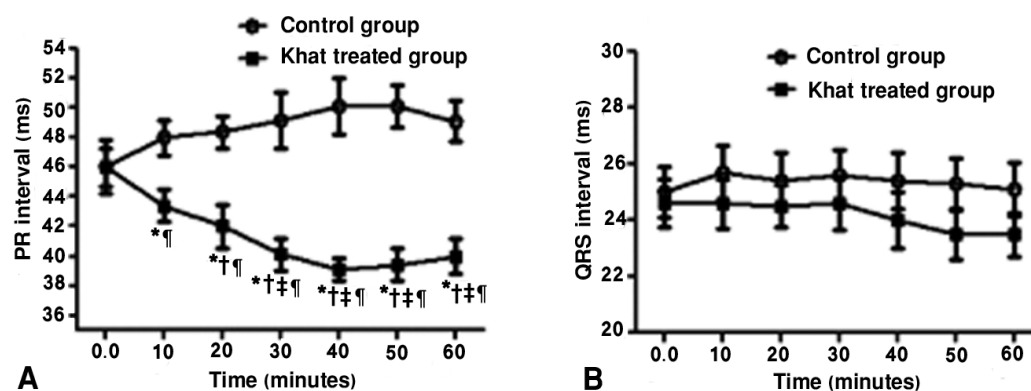 Control group
Khat treated group
PR interval (ms)
54
52
50
48
46
44
42
40
38
36
*¶
*†¶
*†‡¶
*†‡¶
*†‡¶
*†‡¶
0.0 10 20 30 40 50 60
Time (minutes)
A
Control group
Khat treated group
QRS interval (ms)
30
28
26
24
22
20
0.0 10 20 30 40 50 60
Time (minutes)
B